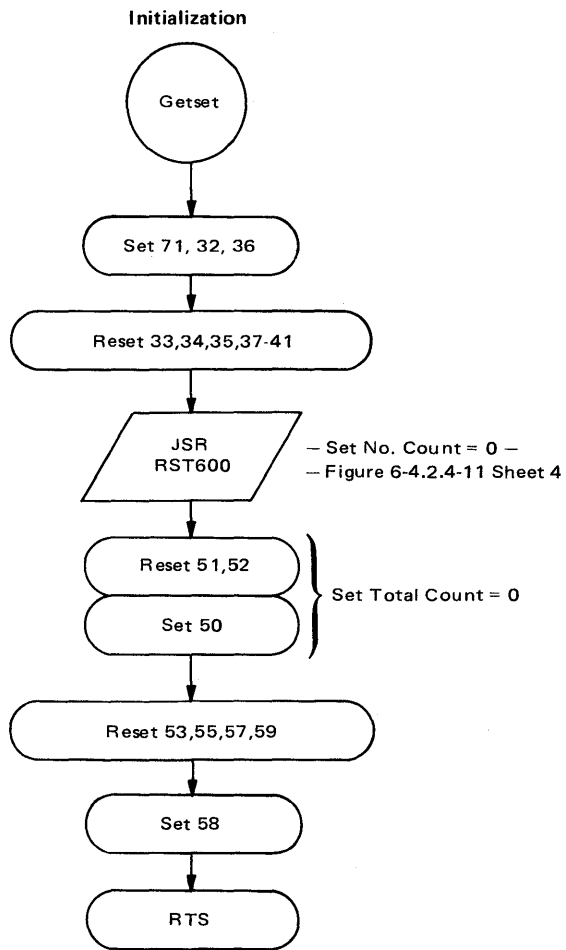 Initialization
Getset
Set 71, 32, 36
Reset 33,34,35,37-41
JSR
RST600
— Set No. Count = 0 —
— Figure 6-4.2.4-11 Sheet 4
Reset 51,52
Set 50
Set Total Count = 0
Reset 53,55,57,59
Set 58
RTS